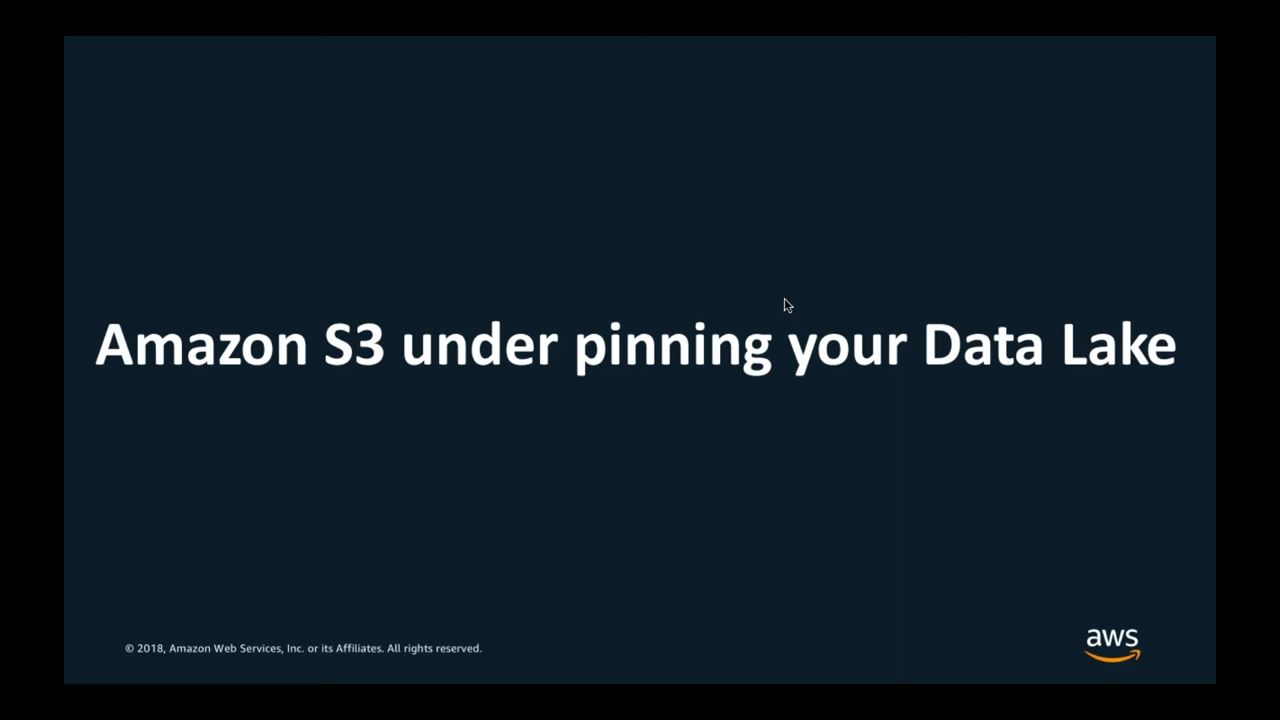 Amazon S3 under pinning your Data Lake
© 2018, Amazon Web Services, Inc. or its Affiliates. All rights reserved.
aws